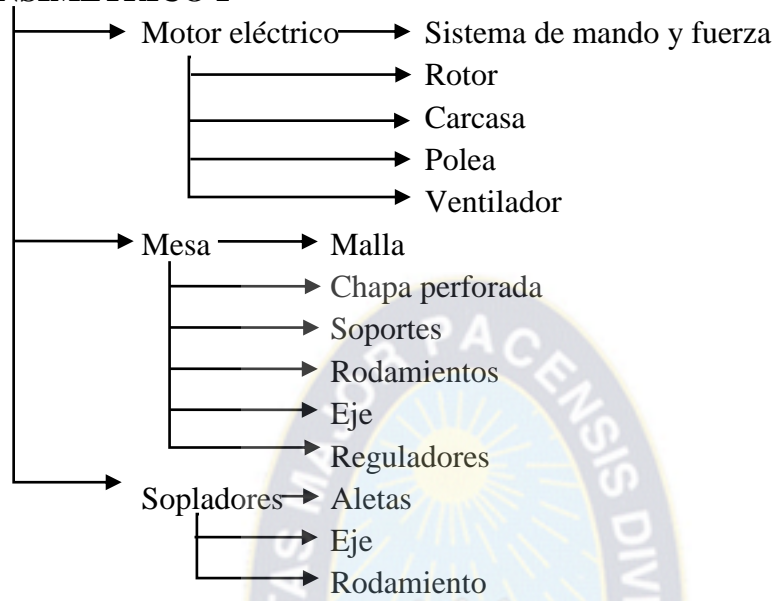 Motor eléctrico Sistema de mando y fuerza
Rotor
Carcasa
Polea
Ventilador
Mesa Malla
Chapa perforada
Soportes
Rodamientos
Eje
Reguladores
Sopladores Aletas
Eje
Rodamiento
PACENSIS